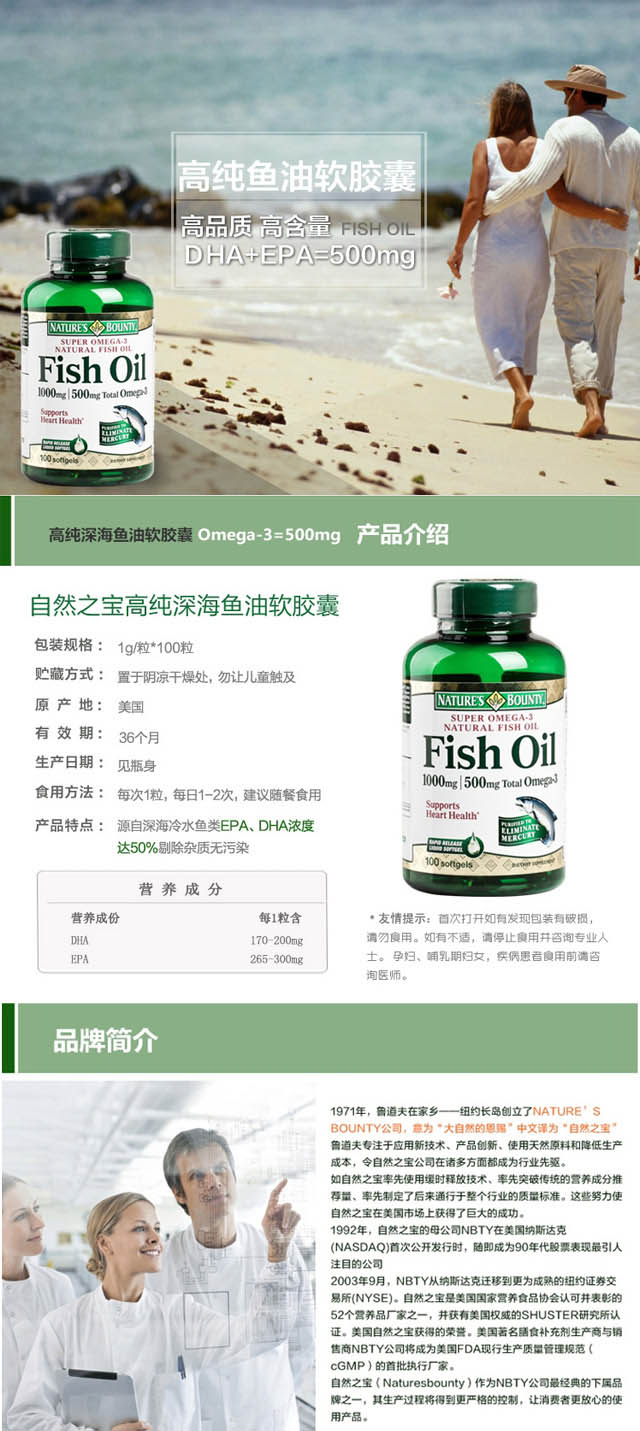 高纯鱼油软胶囊
高品质 高含量 FISH OIL
DHA+EPA=500mg
NATURE'S BOUNTY
SUPER OMEGA-3
NATURAL FISH OIL
Fish Oil
1000mg | 500mg Total Omega-3
Supports
Heart Health*
PURIFIED TO
ELIMINATE
MERCURY
RAPID RELEASE
LIQUID SOFTGEL
100 softgels
DIETARY SUPPLEMENT
高纯深海鱼油软胶囊 Omega-3=500mg 产品介绍
自然之宝高纯深海鱼油软胶囊
包装规格： 1g/粒*100粒
贮藏方式： 置于阴凉干燥处, 勿让儿童触及
原 产 地： 美国
有 效 期： 36个月
生产日期： 见瓶身
食用方法： 每次1粒, 每日1-2次, 建议随餐食用
产品特点： 源自深海冷水鱼类EPA、DHA浓度
达50%剔除杂质无污染
营 养 成 分
营养成份 每1粒含
DHA 170-200mg
EPA 265-300mg
NATURE'S BOUNTY
SUPER OMEGA-3
NATURAL FISH OIL
Fish Oil
1000mg | 500mg Total Omega-3
Supports
Heart Health*
PURIFIED TO
ELIMINATE
MERCURY
RAPID RELEASE
LIQUID SOFTGEL
100 softgels
DIETARY SUPPLEMENT
* 友情提示：首次打开如有发现包装有破损，
请勿食用。如有不适，请停止食用并咨询专业人
士。 孕妇、哺乳期妇女，疾病患者食用前请咨
询医师。
品牌简介
1971年，鲁道夫在家乡——纽约长岛创立了NATURE’S
BOUNTY公司，意为“大自然的恩赐”中文译为“自然之宝”
鲁道夫专注于应用新技术、产品创新、使用天然原料和降低生产
成本，令自然之宝公司在诸多方面都成为行业先驱。
如自然之宝率先使用缓时释放技术、率先突破传统的营养成分推
荐量、率先制定了后来通行于整个行业的质量标准。这些努力使
自然之宝在美国市场上获得了巨大的成功。
1992年，自然之宝的母公司NBTY在美国纳斯达克
(NASDAQ)首次公开发行时，随即成为90年代股票表现最引人
注目的公司
2003年9月，NBTY从纳斯达克迁移到更为成熟的纽约证券交
易所(NYSE)。自然之宝是美国国家营养食品协会认可并表彰的
52个营养品厂家之一，并获有美国权威的SHUSTER研究所认
证。美国自然之宝获得的荣誉。美国著名膳食补充剂生产商与销
售商NBTY公司将成为美国FDA现行生产质量管理规范（
cGMP）的首批执行厂家。
自然之宝（Naturesbounty）作为NBTY公司最经典的下属品
牌之一，其生产过程将得到更严格的控制，让消费者更放心的使
用产品。